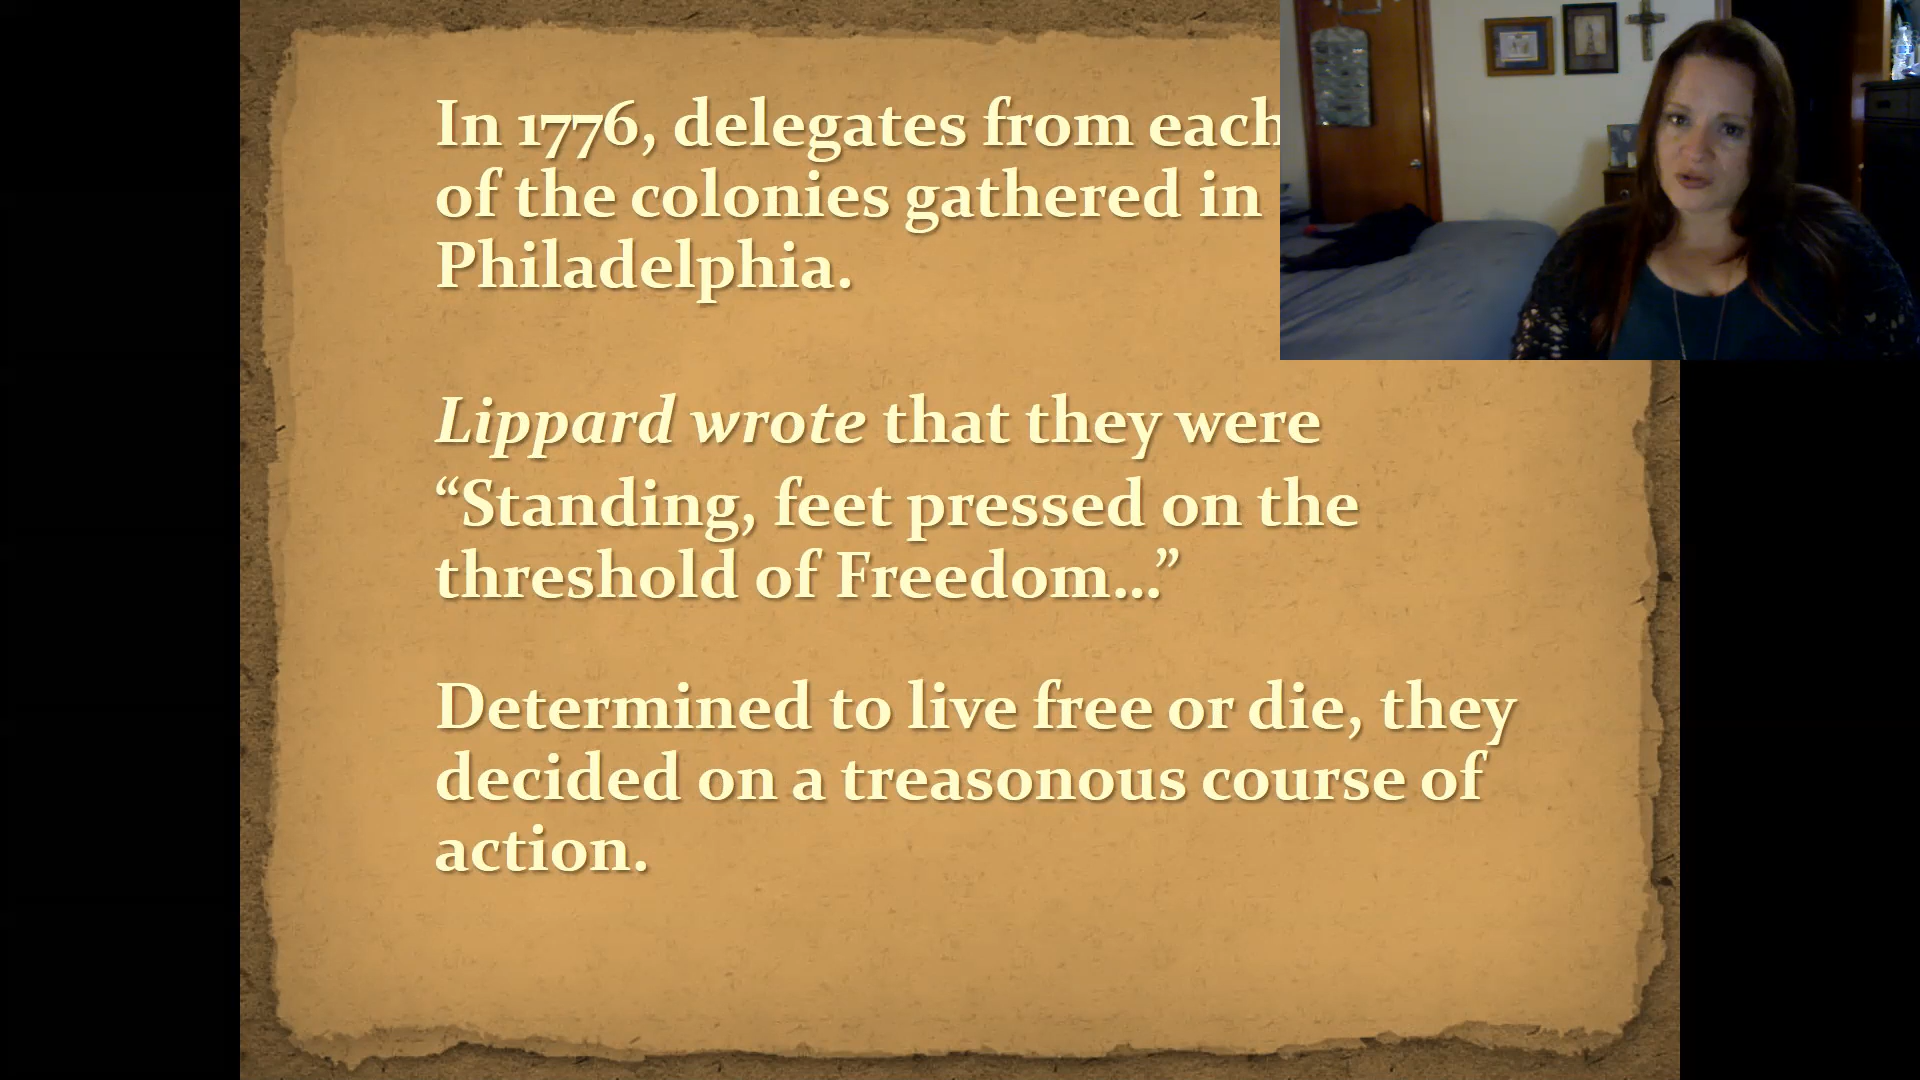 In 1776, delegates from each
of the colonies gathered in
Philadelphia.
Lippard wrote that they were
“Standing, feet pressed on the
threshold of Freedom...”
Determined to live free or die, they
decided on a treasonous course of
action.